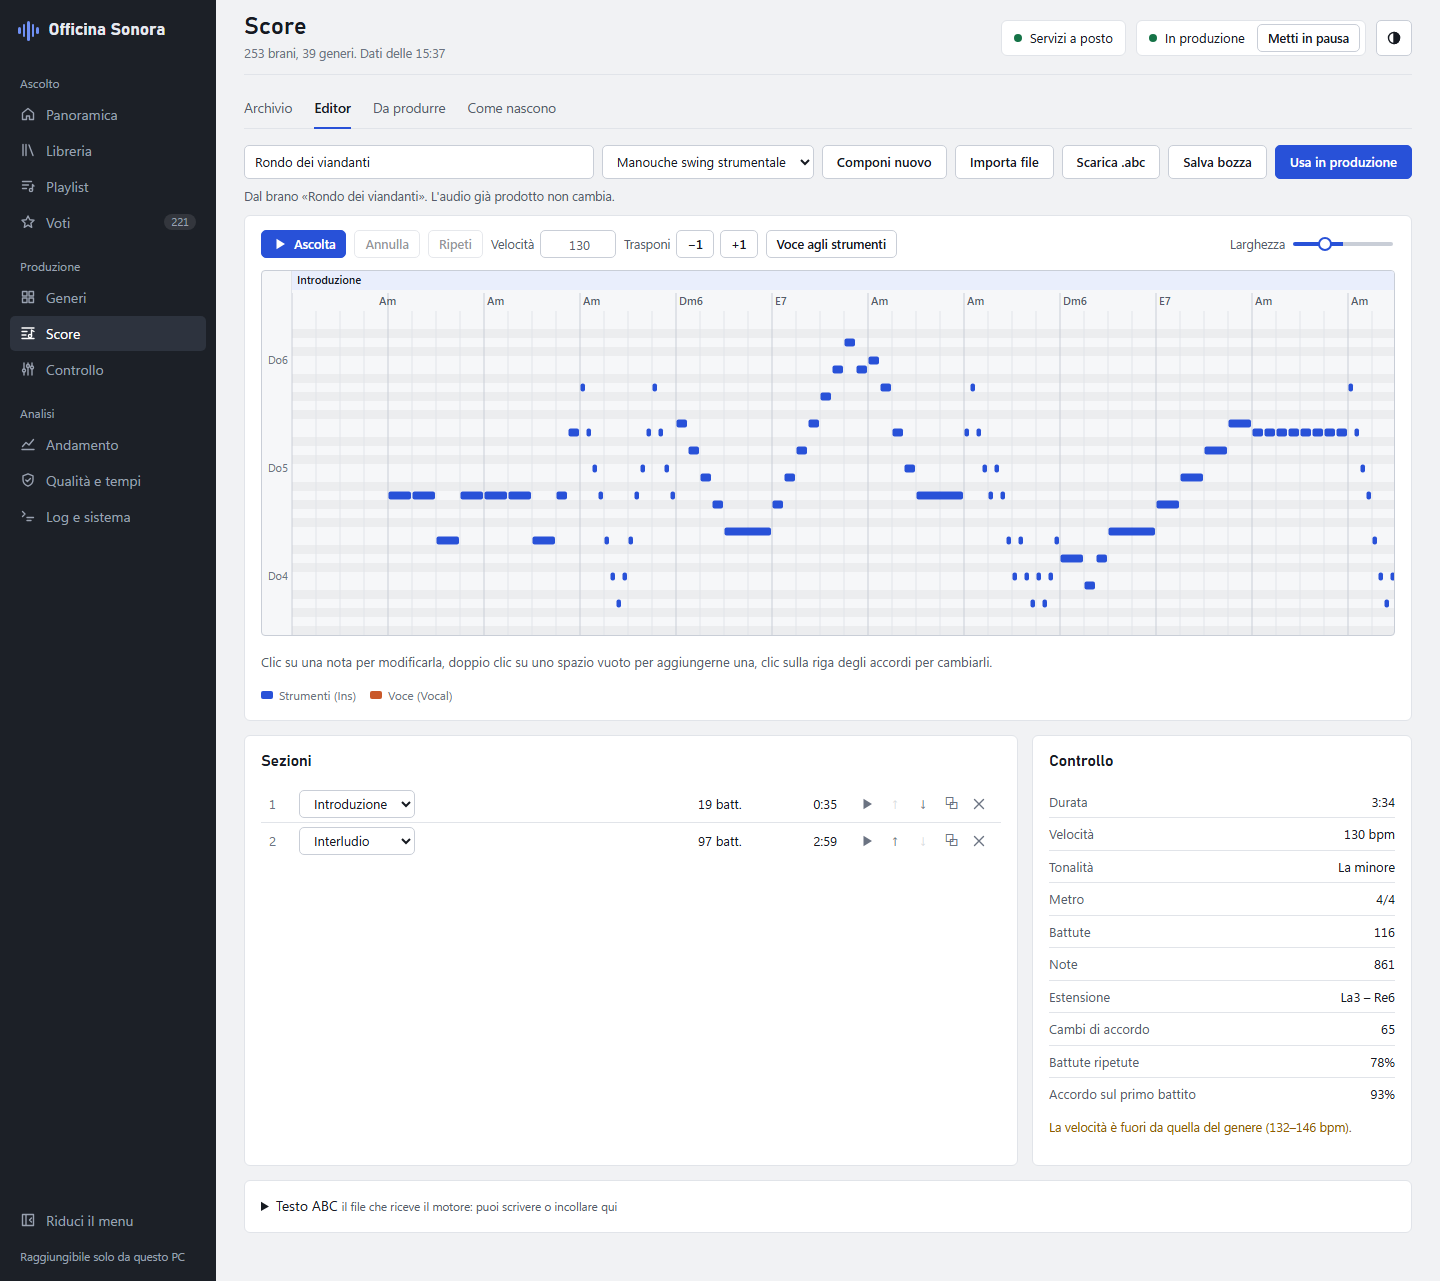 Officina Sonora
Ascolto
Panoramica
Libreria
Playlist
Voti 221
Produzione
Generi
Score
Controllo
Analisi
Andamento
Qualità e tempi
Log e sistema
Riduci il menu
Raggiungibile solo da questo PC
Score
253 brani, 39 generi. Dati delle 15:37
Servizi a posto
In produzione Metti in pausa
Archivio Editor Da produrre Come nascono
Rondo dei viandanti Manouche swing strumentale Componi nuovo Importa file Scarica .abc Salva bozza Usa in produzione
Dal brano «Rondo dei viandanti». L'audio già prodotto non cambia.
Ascolta Annulla Ripeti Velocità 130 Trasponi −1 +1 Voce agli strumenti Larghezza
Introduzione
Am Am Am Dm6 E7 Am Am Dm6 E7 Am Am
Do6
Do5
Do4
Clic su una nota per modificarla, doppio clic su uno spazio vuoto per aggiungerne una, clic sulla riga degli accordi per cambiarli.
Strumenti (Ins) Voce (Vocal)
Sezioni
1 Introduzione 19 batt. 0:35
2 Interludio 97 batt. 2:59
Controllo
Durata 3:34
Velocità 130 bpm
Tonalità La minore
Metro 4/4
Battute 116
Note 861
Estensione La3 – Re6
Cambi di accordo 65
Battute ripetute 78%
Accordo sul primo battito 93%
La velocità è fuori da quella del genere (132–146 bpm).
Testo ABC il file che riceve il motore: puoi scrivere o incollare qui